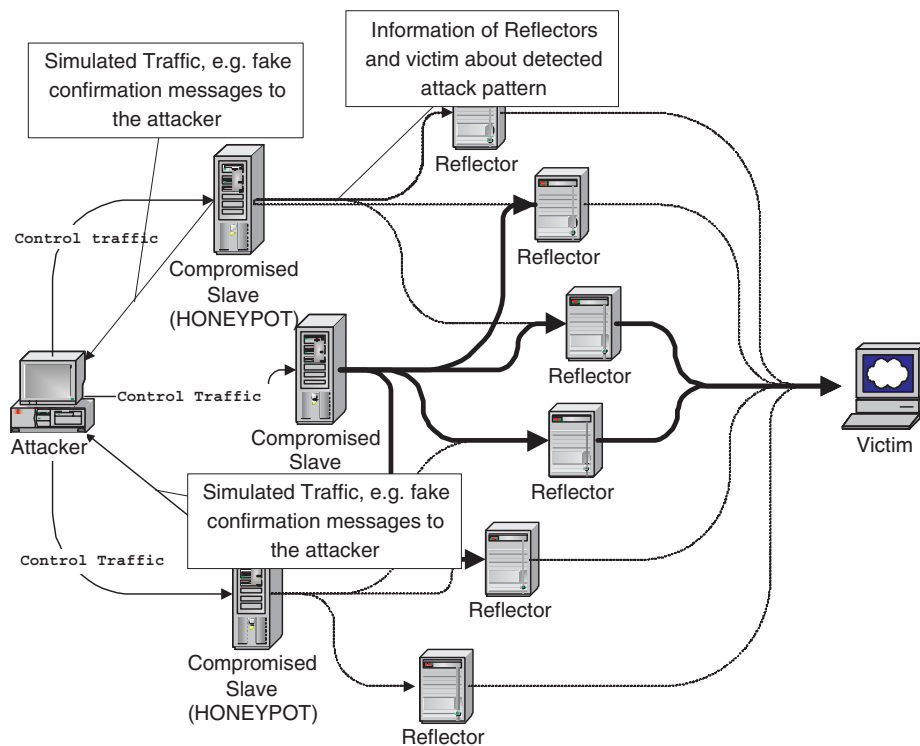 Simulated Traffic, e.g. fake
confirmation messages to
the attacker
Information of Reflectors
and victim about detected
attack pattern
Reflector
Control traffic
Compromised
Slave
(HONEYPOT)
Reflector
Reflector
Control Traffic
Attacker
Compromised
Slave
Victim
Reflector
Simulated Traffic, e.g. fake
confirmation messages to
the attacker
Control Traffic
Reflector
Compromised
Slave
(HONEYPOT)
Reflector